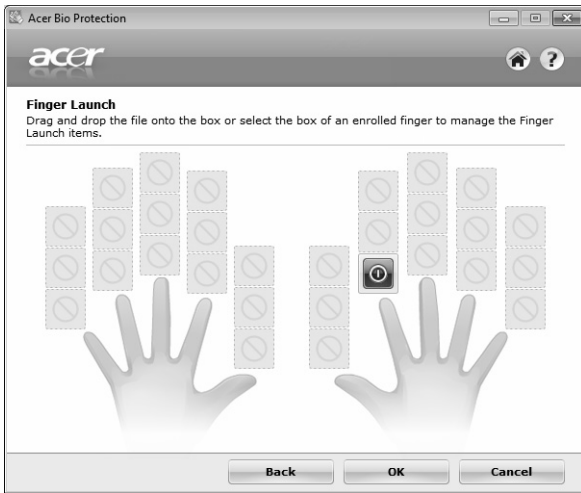 Acer Bio Protection
acer
?
Finger Launch
Drag and drop the file onto the box or select the box of an enrolled finger to manage the Finger
Launch items.
Back OK Cancel